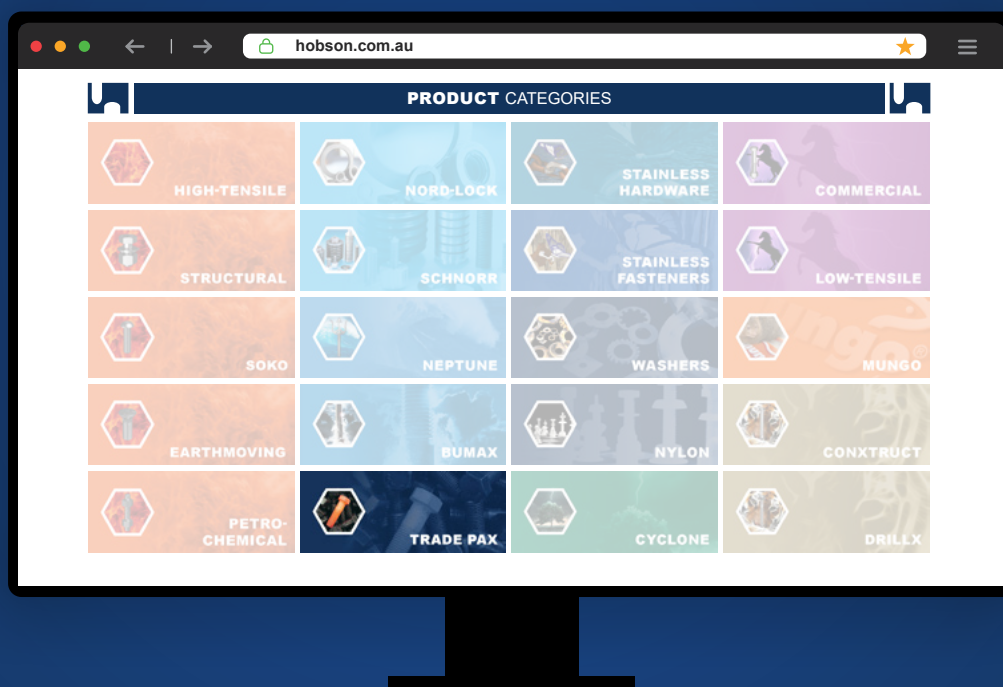 hobson.com.au
PRODUCT CATEGORIES
HIGH-TENSILE
NORD-LOCK
STAINLESS
HARDWARE
COMMERCIAL
STRUCTURAL
SCHNORR
STAINLESS
FASTENERS
LOW-TENSILE
SOKO
NEPTUNE
WASHERS
mungo®
MUNGO
EARTHMOVING
BUMAX
NYLON
CONXTRUCT
PETRO-
CHEMICAL
TRADE PAX
CYCLONE
DRILLX